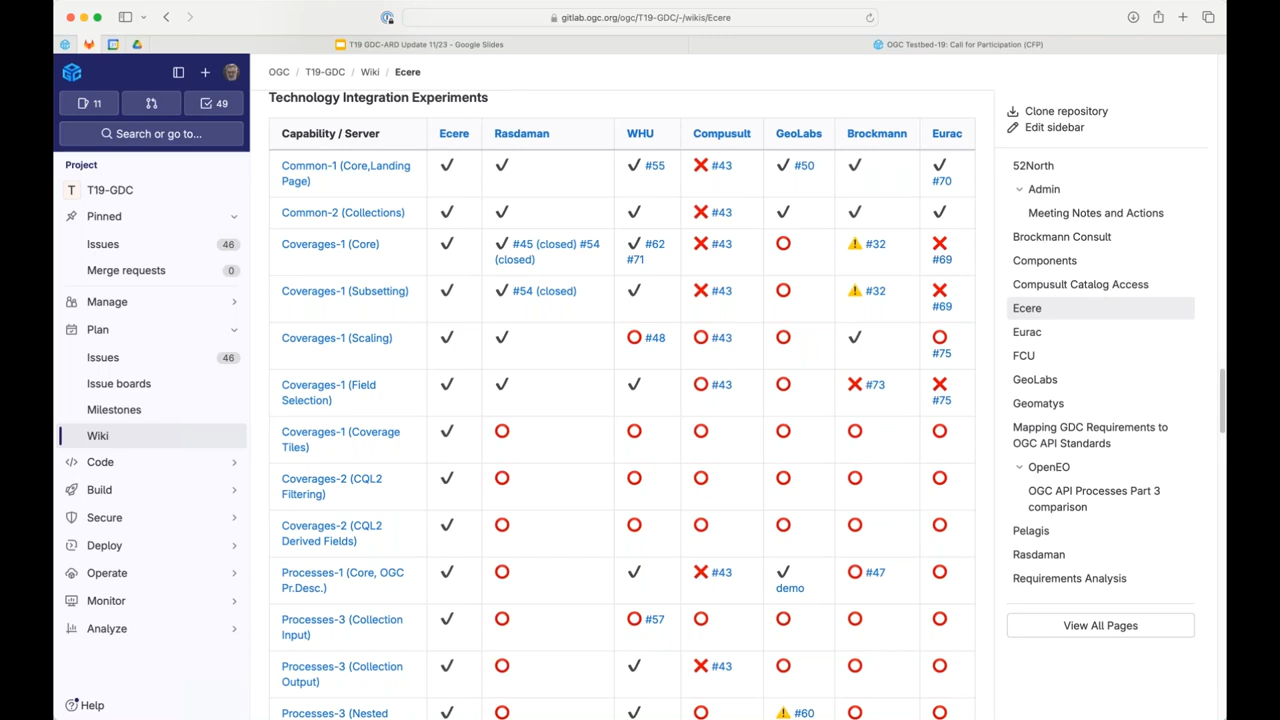 gitlab.ogc.org/ogc/T19-GDC/-/wikis/Ecere
T19 GDC-ARD Update 11/23 - Google Slides
OGC Testbed-19: Call for Participation (CFP)
11
49
Search or go to...
Project
T T19-GDC
Pinned
Issues 46
Merge requests 0
Manage
Plan
Issues 46
Issue boards
Milestones
Wiki
Code
Build
Secure
Deploy
Operate
Monitor
Analyze
Help
OGC / T19-GDC / Wiki / Ecere
Technology Integration Experiments
Capability / Server Ecere Rasdaman WHU Compusult GeoLabs Brockmann Eurac
Common-1 (Core,Landing Page) ✔ ✔ ✔ #55 ❌ #43 ✔ #50 ✔ ✔ #70
Common-2 (Collections) ✔ ✔ ✔ ❌ #43 ✔ ✔ ✔
Coverages-1 (Core) ✔ ✔ #45 (closed) #54 (closed) ✔ #62 #71 ❌ #43 ⭕ ⚠ #32 ❌ #69
Coverages-1 (Subsetting) ✔ ✔ #54 (closed) ✔ ❌ #43 ⭕ ⚠ #32 ❌ #69
Coverages-1 (Scaling) ✔ ✔ ⭕ #48 ⭕ #43 ⭕ ✔ ⭕ #75
Coverages-1 (Field Selection) ✔ ✔ ✔ ⭕ #43 ⭕ ❌ #73 ❌ #75
Coverages-1 (Coverage Tiles) ✔ ⭕ ⭕ ⭕ ⭕ ⭕ ⭕
Coverages-2 (CQL2 Filtering) ✔ ⭕ ⭕ ⭕ ⭕ ⭕ ⭕
Coverages-2 (CQL2 Derived Fields) ✔ ⭕ ⭕ ⭕ ⭕ ⭕ ⭕
Processes-1 (Core, OGC Pr.Desc.) ✔ ⭕ ✔ ❌ #43 ✔ demo ⭕ #47 ⭕
Processes-3 (Collection Input) ✔ ⭕ ⭕ #57 ⭕ ⭕ ⭕ ⭕
Processes-3 (Collection Output) ✔ ⭕ ✔ ❌ #43 ⭕ ⭕ ⭕
Processes-3 (Nested ✔ ⭕ ✔ ⭕ ⚠ #60 ⭕ ⭕
Clone repository
Edit sidebar
52North
Admin
Meeting Notes and Actions
Brockmann Consult
Components
Compusult Catalog Access
Ecere
Eurac
FCU
GeoLabs
Geomatys
Mapping GDC Requirements to
OGC API Standards
OpenEO
OGC API Processes Part 3
comparison
Pelagis
Rasdaman
Requirements Analysis
View All Pages